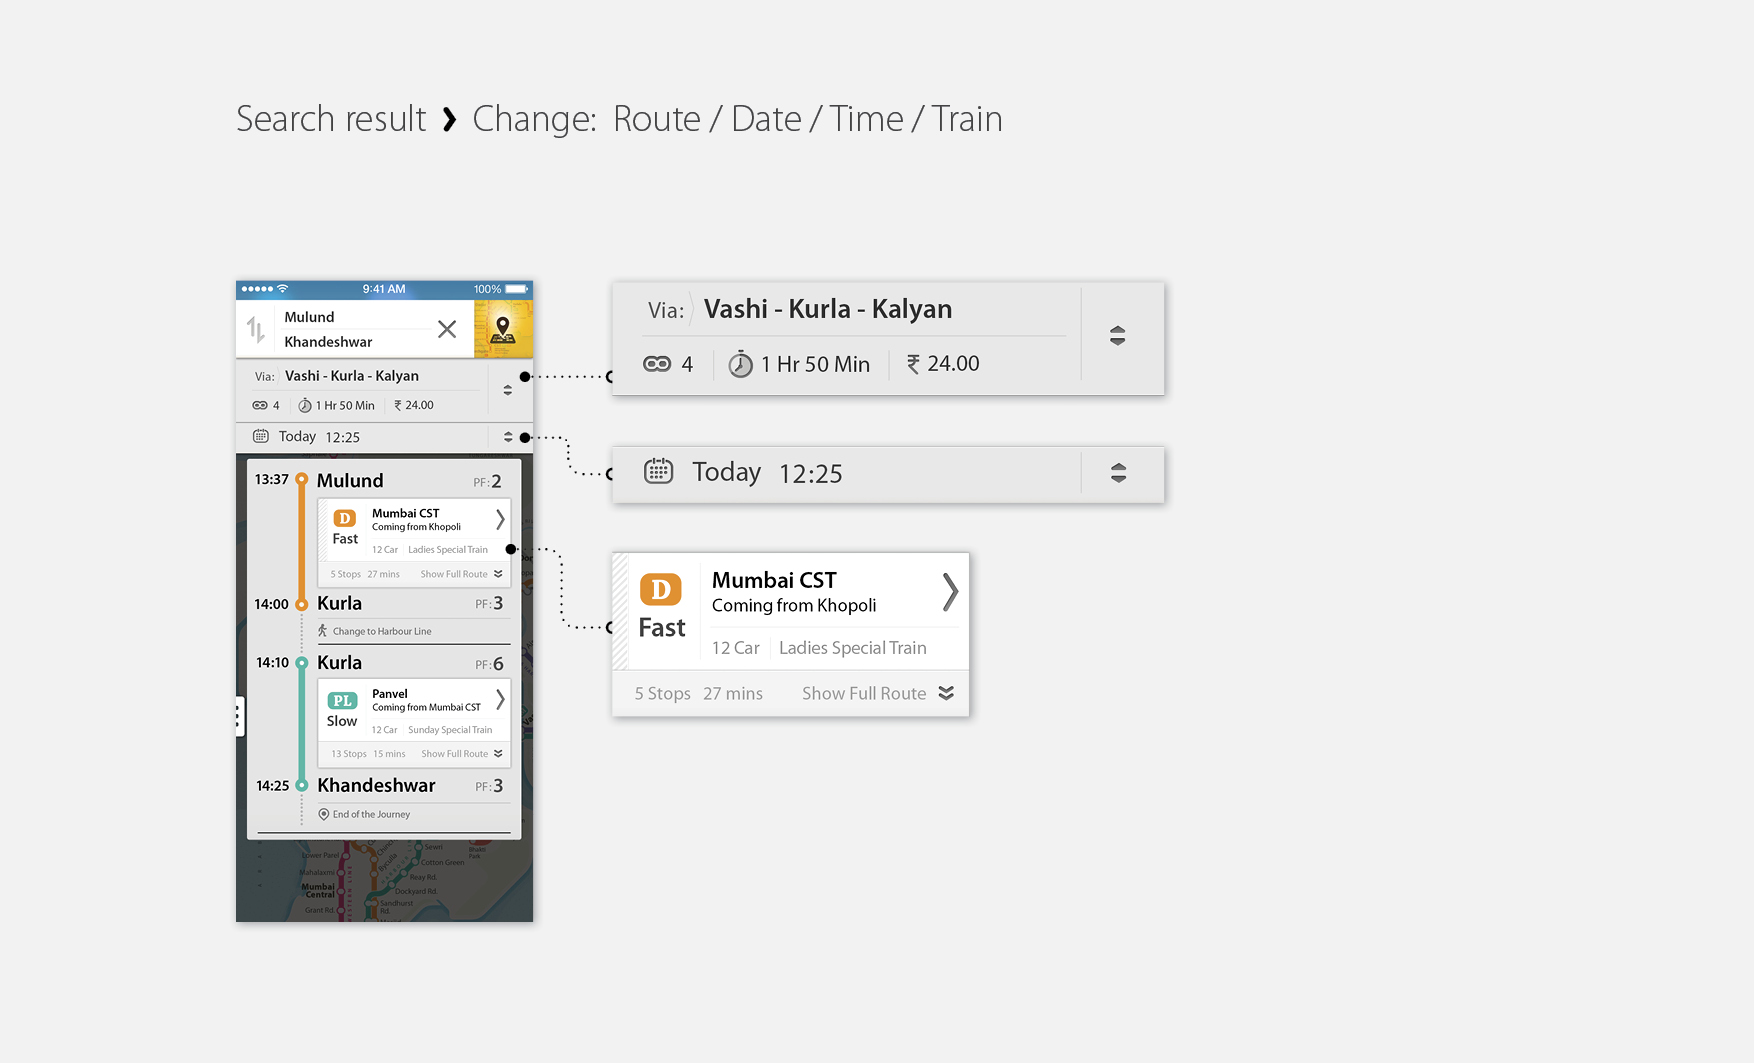 Search result ❯ Change: Route / Date / Time / Train
9:41 AM
100%
Mulund
Khandeshwar
Via: Vashi - Kurla - Kalyan
4 1 Hr 50 Min ₹ 24.00
Today 12:25
13:37 Mulund PF: 2
D
Fast
Mumbai CST
Coming from Khopoli
12 Car Ladies Special Train
5 Stops 27 mins Show Full Route
14:00 Kurla PF: 3
Change to Harbour Line
14:10 Kurla PF: 6
PL
Slow
Panvel
Coming from Mumbai CST
12 Car Sunday Special Train
13 Stops 15 mins Show Full Route
14:25 Khandeshwar PF: 3
End of the Journey
Lower Parel
Mahalaxmi
Mumbai
Central
Grant Rd.
Byculla
Sewri
Cotton Green
Reay Rd.
Dockyard Rd.
Sandhurst
Rd.
Via: Vashi - Kurla - Kalyan
4 1 Hr 50 Min ₹ 24.00
Today 12:25
D
Fast
Mumbai CST
Coming from Khopoli
12 Car Ladies Special Train
5 Stops 27 mins Show Full Route